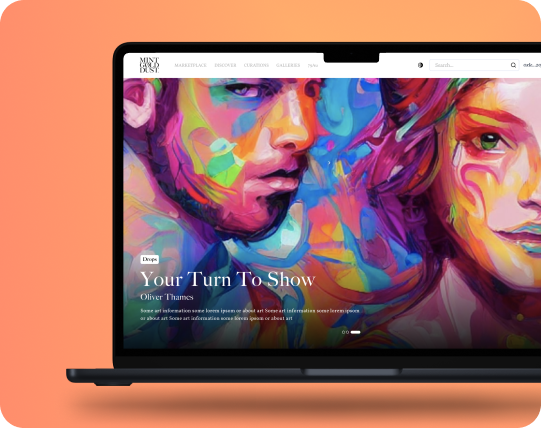 MINT
GOLD
DUST
MARKETPLACE DISCOVER CURATIONS GALLERIES
Search...
Drops
Your Turn To Show
Oliver Thames
Some art information some lorem ipsum or about art Some art information some lorem ipsum
or about art Some art information some lorem ipsum or about art